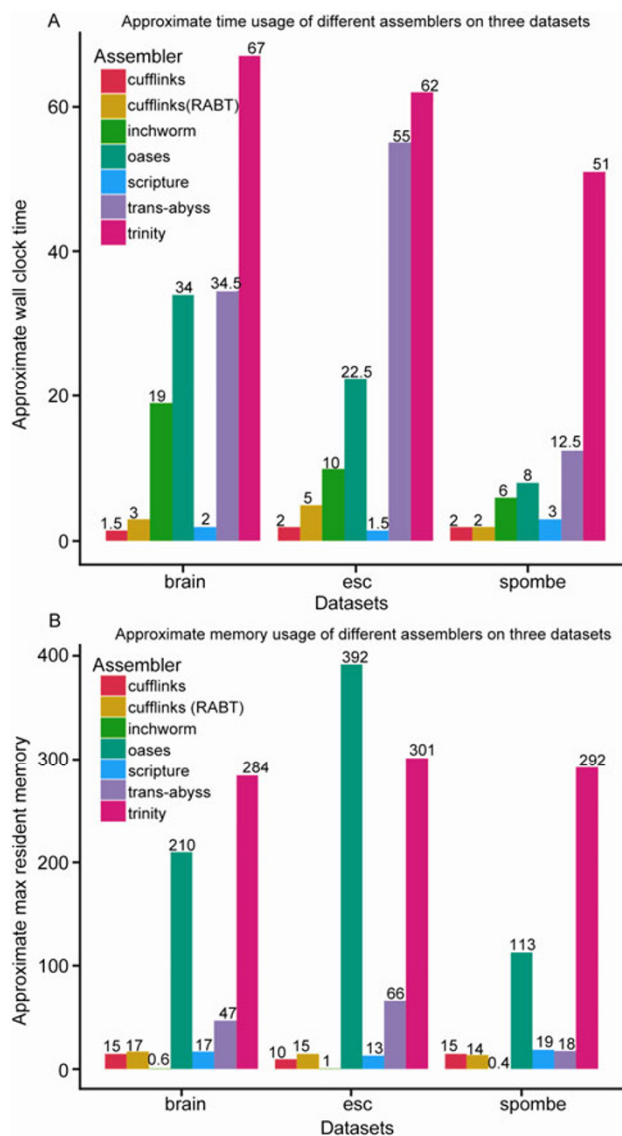 A
Approximate time usage of different assemblers on three datasets
Assembler
cufflinks
cufflinks(RABT)
inchworm
oases
scripture
trans-abyss
trinity
Approximate wall clock time
60
40
20
0
1.5
3
19
34
2
34.5
67
2
5
10
22.5
1.5
55
62
2
2
6
8
3
12.5
51
brain
esc
spombe
Datasets
B
Approximate memory usage of different assemblers on three datasets
Assembler
cufflinks
cufflinks (RABT)
inchworm
oases
scripture
trans-abyss
trinity
Approximate max resident memory
400
300
200
100
0
15
17
0.6
210
17
47
284
10
15
1
392
13
66
301
15
14
0.4
113
19
18
292
brain
esc
spombe
Datasets